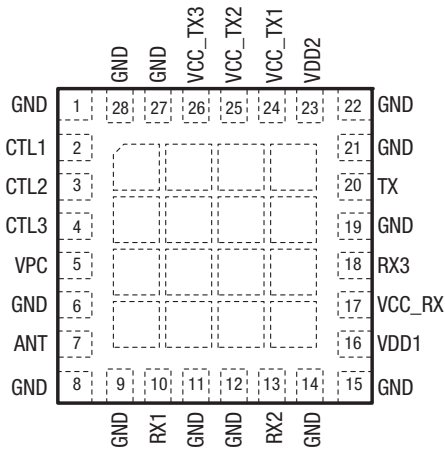 GND GND VCC_TX3 VCC_TX2 VCC_TX1 VDD2
GND 1 28 27 26 25 24 23 22 GND
CTL1 2 21 GND
CTL2 3 20 TX
CTL3 4 19 GND
VPC 5 18 RX3
GND 6 17 VCC_RX
ANT 7 16 VDD1
GND 8 9 10 11 12 13 14 15 GND
GND RX1 GND GND RX2 GND